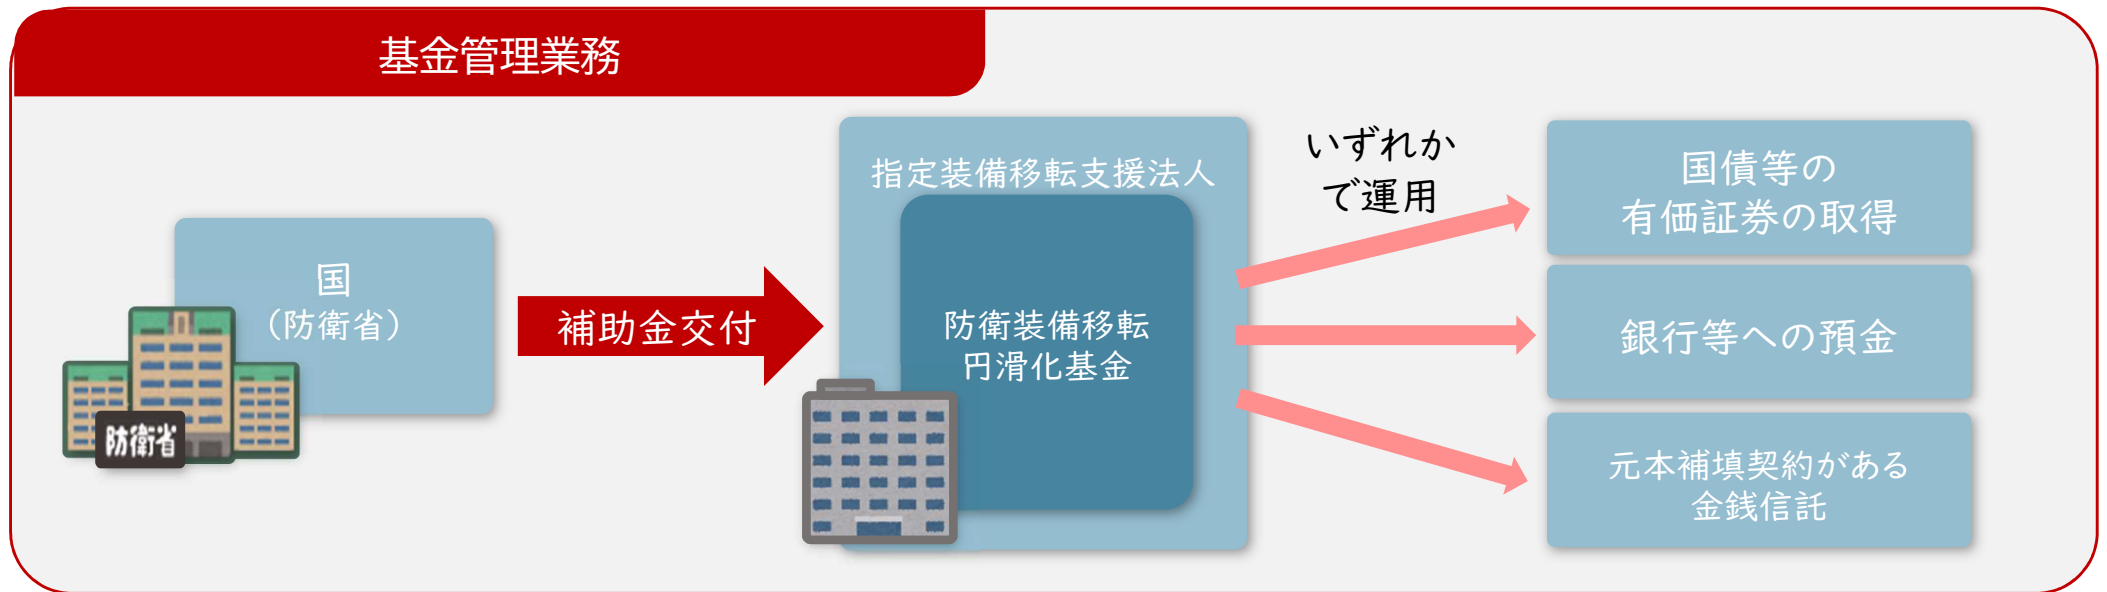 基金管理業務
国
（防衛省）
防衛省
補助金交付
指定装備移転支援法人
防衛装備移転
円滑化基金
いずれか
で運用
国債等の
有価証券の取得
銀行等への預金
元本補填契約がある
金銭信託